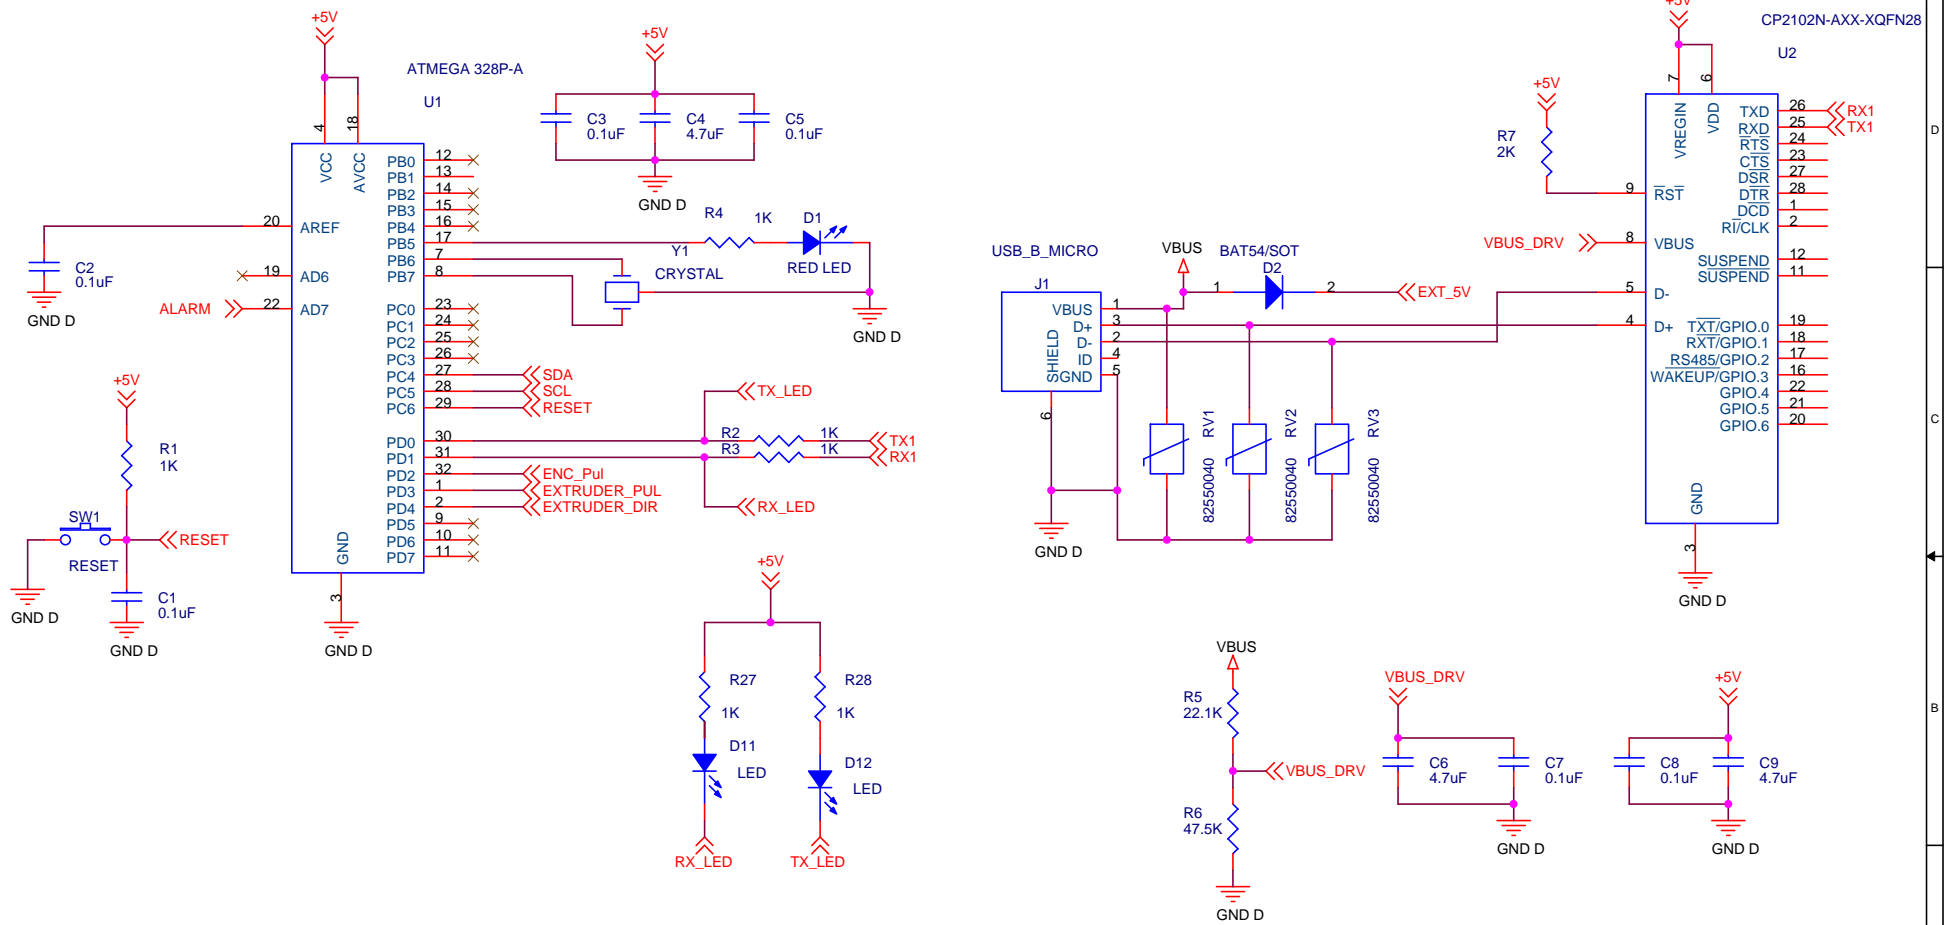 +5V
ATMEGA 328P-A
U1
4
18
VCC
AVCC
20
AREF
19
AD6
22
AD7
ALARM
C2
0.1uF
GND D
PB0
12
PB1
13
PB2
14
PB3
15
PB4
16
PB5
17
PB6
7
PB7
8
PC0
23
PC1
24
PC2
25
PC3
26
PC4
27
SDA
PC5
28
SCL
PC6
29
RESET
PD0
30
PD1
31
PD2
32
ENC_Pul
PD3
1
EXTRUDER_PUL
PD4
2
EXTRUDER_DIR
PD5
9
PD6
10
PD7
11
GND
3
GND D
+5V
C3
0.1uF
C4
4.7uF
C5
0.1uF
GND D
R4
1K
D1
RED LED
Y1
CRYSTAL
GND D
TX_LED
R2
1K
TX1
R3
1K
RX1
RX_LED
+5V
R1
1K
SW1
RESET
RESET
GND D
C1
0.1uF
GND D
+5V
R27
1K
R28
1K
D11
LED
D12
LED
RX_LED
TX_LED
USB_B_MICRO
J1
VBUS
1
D+
3
D-
2
ID
4
GND
5
SHIELD
6
GND D
VBUS
BAT54/SOT
D2
1
2
EXT_5V
RV1
82550040
RV2
82550040
RV3
82550040
+5V
CP2102N-AXX-XQFN28
U2
7
6
VREGIN
VDD
+5V
R7
2K
9
RST
VBUS_DRV
8
VBUS
5
D-
4
D+
TXD
26
RX1
RXD
25
TX1
RTS
24
CTS
23
DSR
27
DTR
28
DCD
1
RI/CLK
2
SUSPEND
12
SUSPEND
11
TXT/GPIO.0
19
RXT/GPIO.1
18
RS485/GPIO.2
17
WAKEUP/GPIO.3
16
GPIO.4
22
GPIO.5
21
GPIO.6
20
GND
3
GND D
VBUS
R5
22.1K
VBUS_DRV
R6
47.5K
GND D
VBUS_DRV
C6
4.7uF
C7
0.1uF
GND D
+5V
C8
0.1uF
C9
4.7uF
GND D
D
C
B